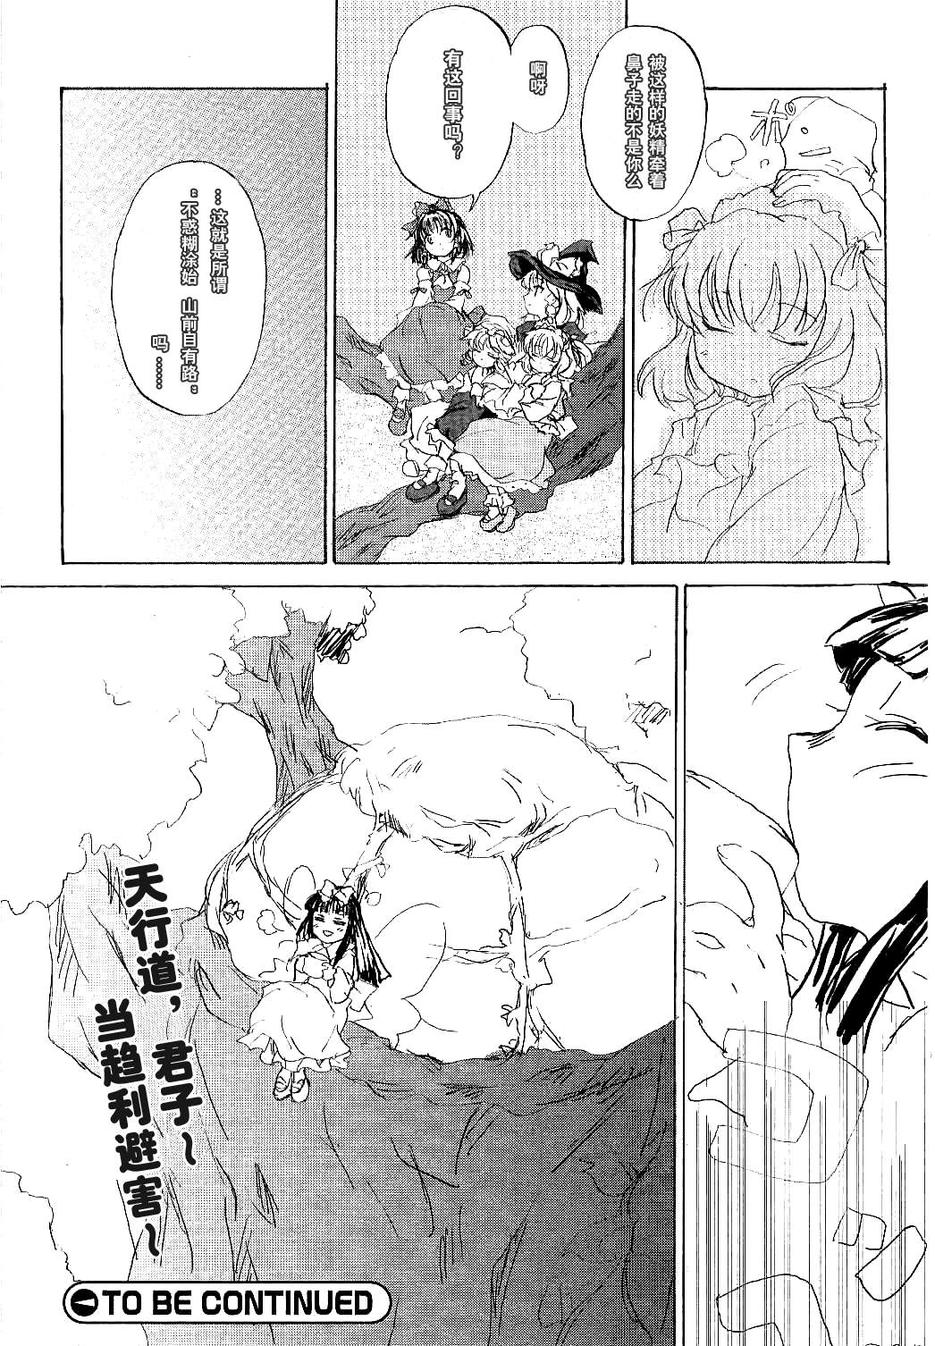 被这样的妖精牵着
鼻子走的不是你么
啊呀
有这回事吗？
…这就是所谓
“不惑糊涂始 山前目有路”
吗……
天行道，君子～
当趋利避害～
TO BE CONTINUED